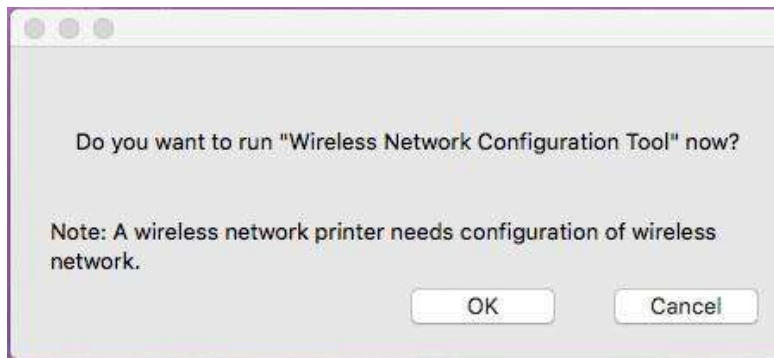 Do you want to run "Wireless Network Configuration Tool" now?
Note: A wireless network printer needs configuration of wireless
network.
OK Cancel